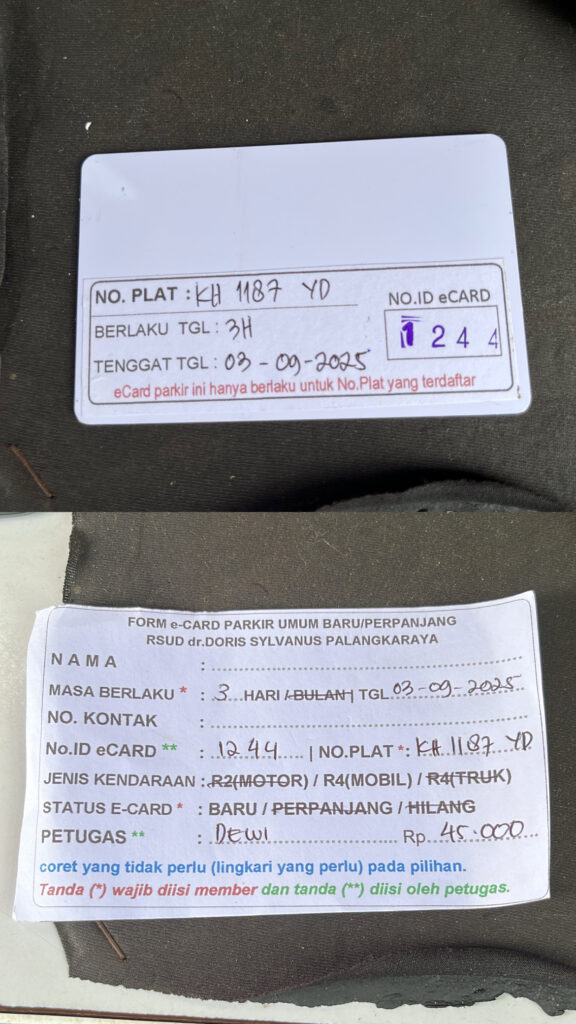 NO. PLAT : KH 1187 YD
NO.ID eCARD
BERLAKU TGL : 3H
1 2 4 4
TENGGAT TGL : 03 - 09 - 2025
eCard parkir ini hanya berlaku untuk No.Plat yang terdaftar
FORM e-CARD PARKIR UMUM BARU/PERPANJANG
RSUD dr.DORIS SYLVANUS PALANGKARAYA
N A M A :
MASA BERLAKU * : 3 HARI / BULAN | TGL 03-09-2025
NO. KONTAK :
No.ID eCARD ** : 1244 | NO.PLAT *: KH 1187 YD
JENIS KENDARAAN : R2(MOTOR) / R4(MOBIL) / R4(TRUK)
STATUS E-CARD * : BARU / PERPANJANG / HILANG
PETUGAS ** : DEWI Rp. 45.000
coret yang tidak perlu (lingkari yang perlu) pada pilihan.
Tanda (*) wajib diisi member dan tanda (**) diisi oleh petugas.